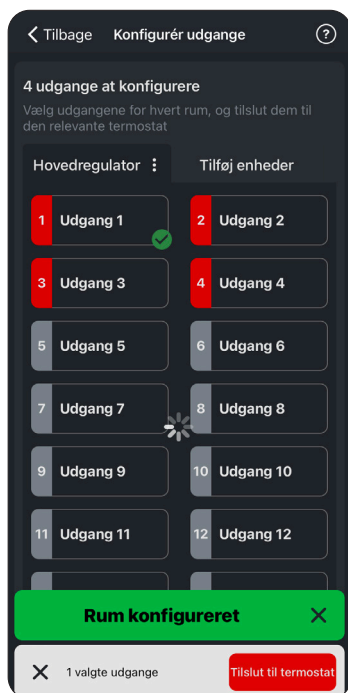 Tilbage Konfigurér udgange ?
4 udgange at konfigurere
Vælg udgangene for hvert rum, og tilslut dem til
den relevante termostat
Hovedregulator Tilføj enheder
1 Udgang 1 2 Udgang 2
3 Udgang 3 4 Udgang 4
5 Udgang 5 6 Udgang 6
7 Udgang 7 8 Udgang 8
9 Udgang 9 10 Udgang 10
11 Udgang 11 12 Udgang 12
Rum konfigureret
1 valgte udgange Tilslut til termostat